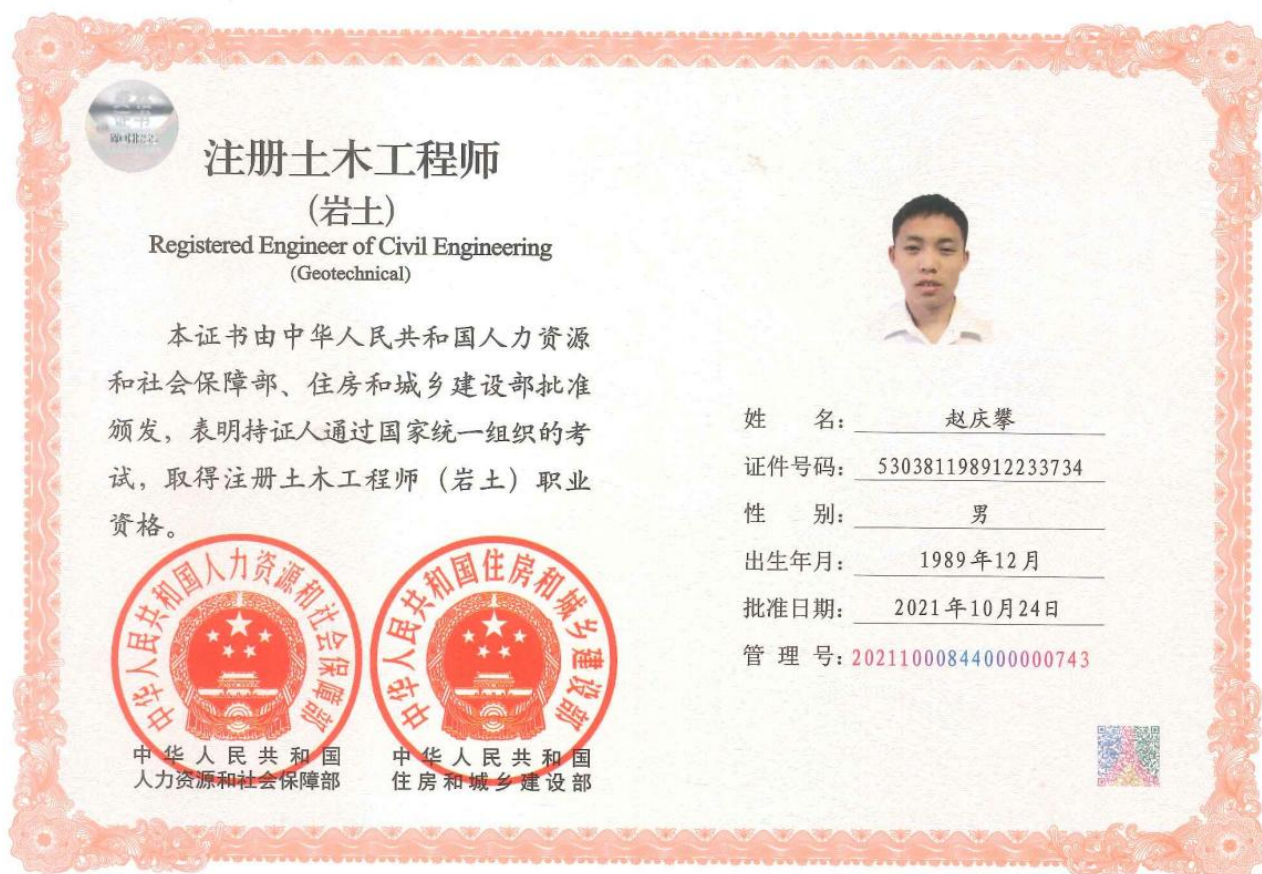 注册土木工程师
（岩土）
Registered Engineer of Civil Engineering
(Geotechnical)
本证书由中华人民共和国人力资源
和社会保障部、住房和城乡建设部批准
颁发，表明持证人通过国家统一组织的考
试，取得注册土木工程师（岩土）职业
资格。
中华人民共和国人力资源和社会保障部
中华人民共和国住房和城乡建设部
中华人民共和国
人力资源和社会保障部
中华人民共和国
住房和城乡建设部
姓名：赵庆攀
证件号码：530381198912233734
性别：男
出生年月：1989年12月
批准日期：2021年10月24日
管理号：20211000844000000743